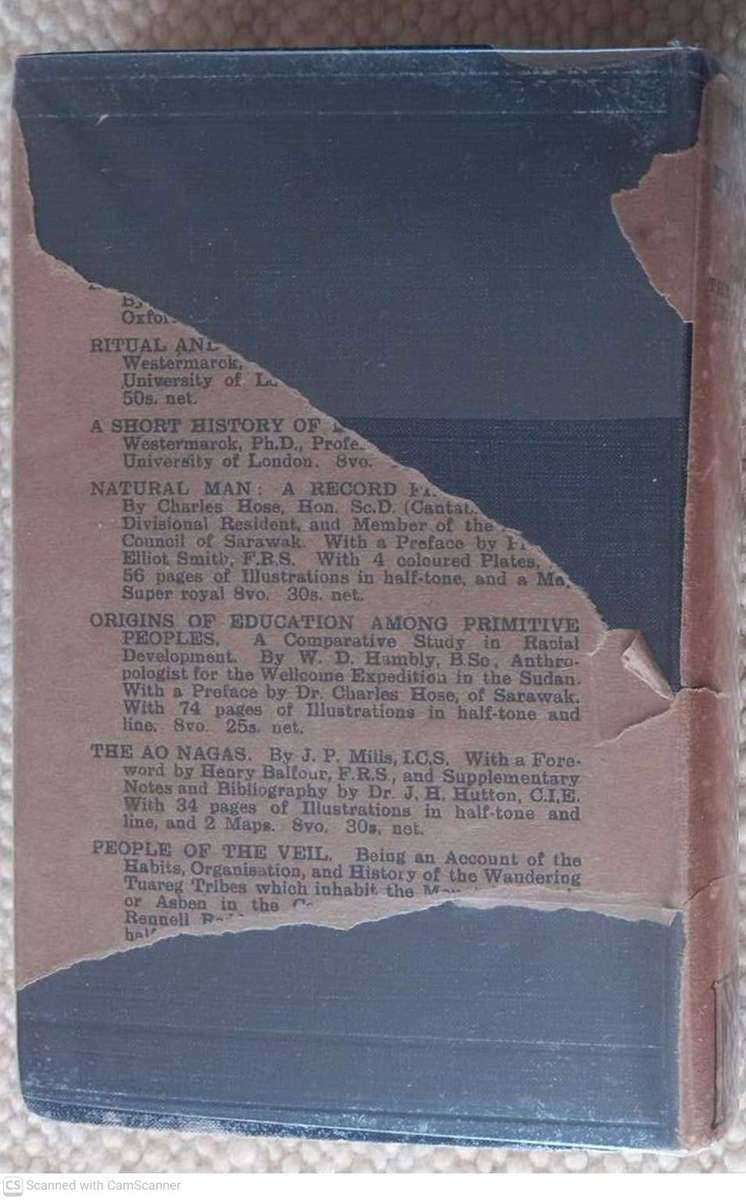 By
Oxfor
RITUAL AND
Westermarck,
University of
50s. net.
A SHORT HISTORY OF
Westermarck, Ph.D., Profe
University of London. 8vo.
NATURAL MAN: A RECORD
By Charles Hose, Hon. Sc.D. (Cantab
Divisional Resident, and Member of the
Council of Sarawak. With a Preface by
Elliot Smith, F.R.S. With 4 coloured Plates,
56 pages of Illustrations in half-tone, and a Ma
Super royal 8vo. 30s. net.
ORIGINS OF EDUCATION AMONG PRIMITIVE
PEOPLES. A Comparative Study in Racial
Development. By W. D. Hambly, B.Sc., Anthro-
pologist for the Wellcome Expedition in the Sudan.
With a Preface by Dr. Charles Hose, of Sarawak.
With 74 pages of Illustrations in half-tone and
line. 8vo. 25s. net.
THE AO NAGAS. By J. P. Mills, I.C.S. With a Fore-
word by Henry Balfour, F.R.S., and Supplementary
Notes and Bibliography by Dr. J. H. Hutton, C.I.E.
With 34 pages of Illustrations in half-tone and
line, and 2 Maps. 8vo. 30s. net.
PEOPLE OF THE VEIL. Being an Account of the
Habits, Organisation, and History of the Wandering
Tuareg Tribes which inhabit the
or Asben in the
Rennell
half
CS Scanned with CamScanner